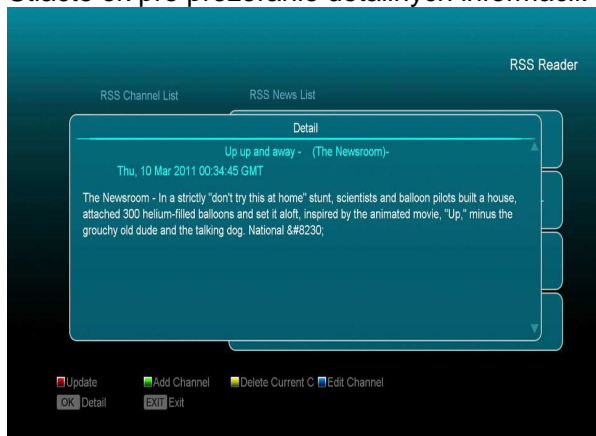 RSS Reader
RSS Channel List RSS News List
Detail
Up up and away - (The Newsroom)-
Thu, 10 Mar 2011 00:34:45 GMT
The Newsroom - In a strictly "don't try this at home" stunt, scientists and balloon pilots built a house,
attached 300 helium-filled balloons and set it aloft, inspired by the animated movie, "Up," minus the
grouchy old dude and the talking dog. National &#8230;
Update Add Channel Delete Current C Edit Channel
OK Detail EXIT Exit